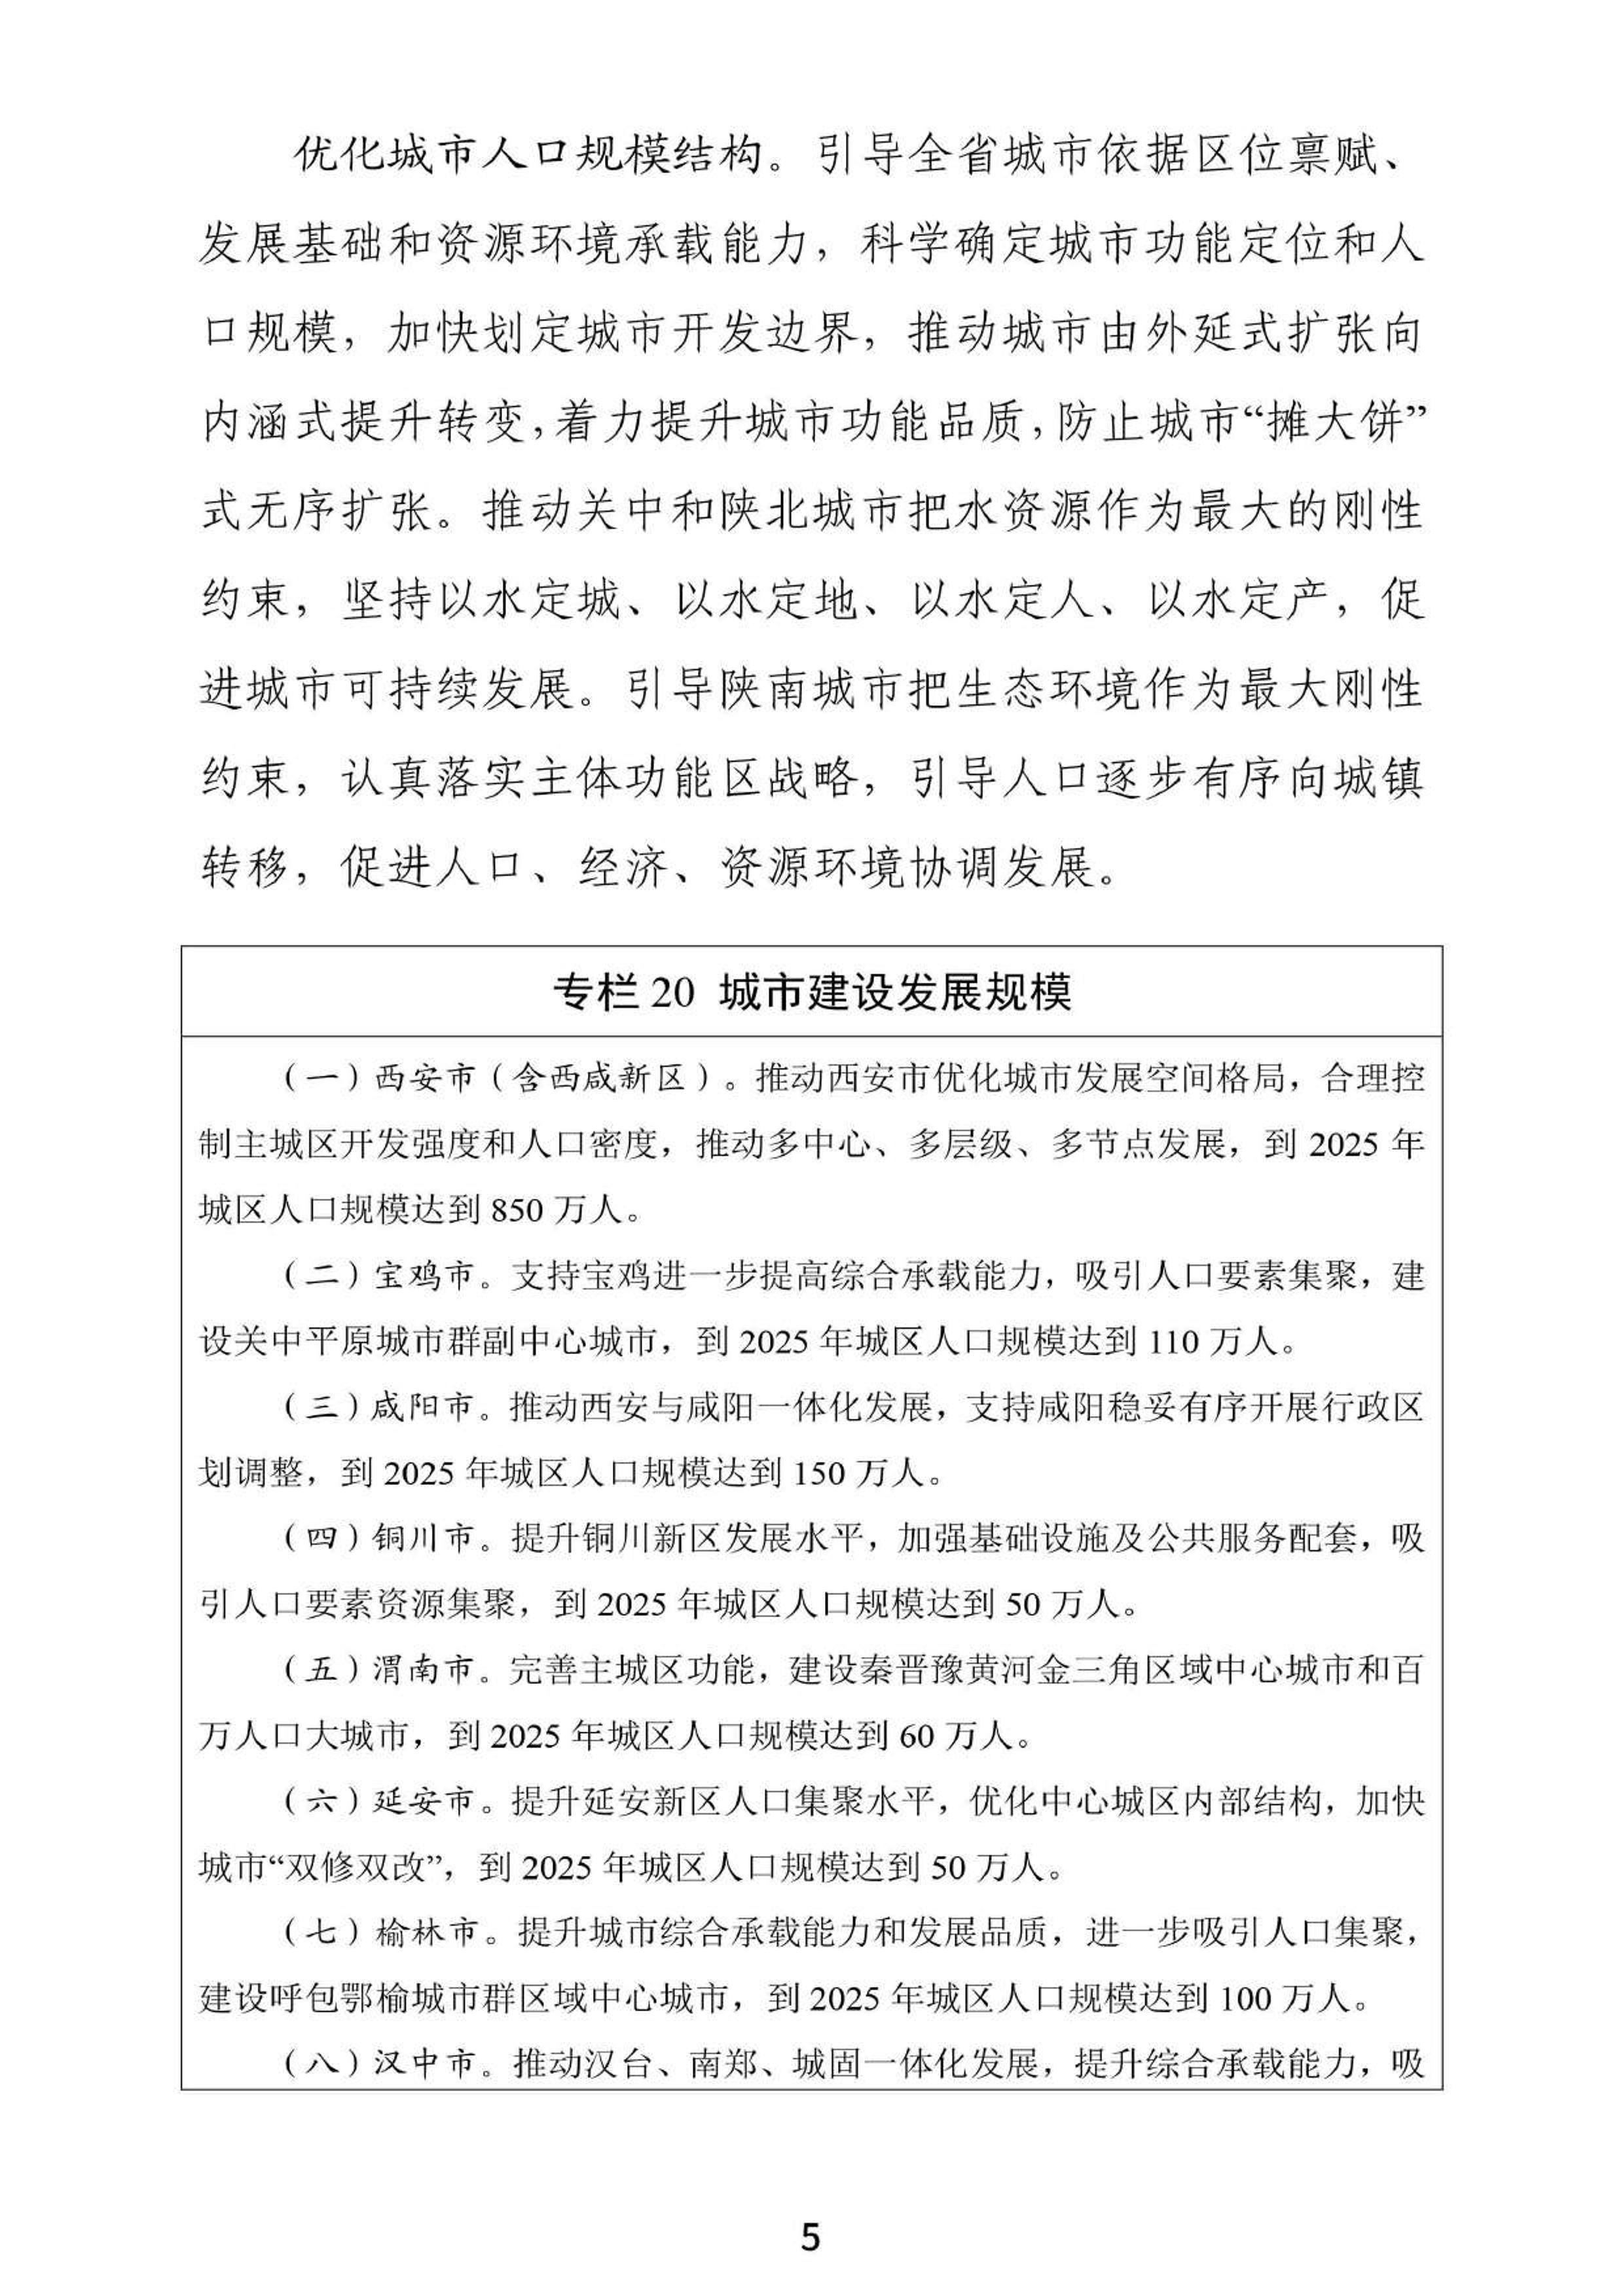 优化城市人口规模结构。引导全省城市依据区位禀赋、
发展基础和资源环境承载能力，科学确定城市功能定位和人
口规模，加快划定城市开发边界，推动城市由外延式扩张向
内涵式提升转变，着力提升城市功能品质，防止城市“摊大饼”
式无序扩张。推动关中和陕北城市把水资源作为最大的刚性
约束，坚持以水定城、以水定地、以水定人、以水定产，促
进城市可持续发展。引导陕南城市把生态环境作为最大刚性
约束，认真落实主体功能区战略，引导人口逐步有序向城镇
转移，促进人口、经济、资源环境协调发展。
专栏 20 城市建设发展规模
（一）西安市（含西咸新区）。推动西安市优化城市发展空间格局，合理控
制主城区开发强度和人口密度，推动多中心、多层级、多节点发展，到 2025 年
城区人口规模达到 850 万人。
（二）宝鸡市。支持宝鸡进一步提高综合承载能力，吸引人口要素集聚，建
设关中平原城市群副中心城市，到 2025 年城区人口规模达到 110 万人。
（三）咸阳市。推动西安与咸阳一体化发展，支持咸阳稳妥有序开展行政区
划调整，到 2025 年城区人口规模达到 150 万人。
（四）铜川市。提升铜川新区发展水平，加强基础设施及公共服务配套，吸
引人口要素资源集聚，到 2025 年城区人口规模达到 50 万人。
（五）渭南市。完善主城区功能，建设秦晋豫黄河金三角区域中心城市和百
万人口大城市，到 2025 年城区人口规模达到 60 万人。
（六）延安市。提升延安新区人口集聚水平，优化中心城区内部结构，加快
城市“双修双改”，到 2025 年城区人口规模达到 50 万人。
（七）榆林市。提升城市综合承载能力和发展品质，进一步吸引人口集聚，
建设呼包鄂榆城市群区域中心城市，到 2025 年城区人口规模达到 100 万人。
（八）汉中市。推动汉台、南郑、城固一体化发展，提升综合承载能力，吸
5